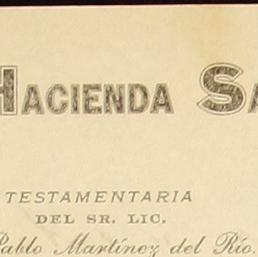 HACIENDA SA
TESTAMENTARIA
DEL SR. LIC.
Pablo Martínez del Río.